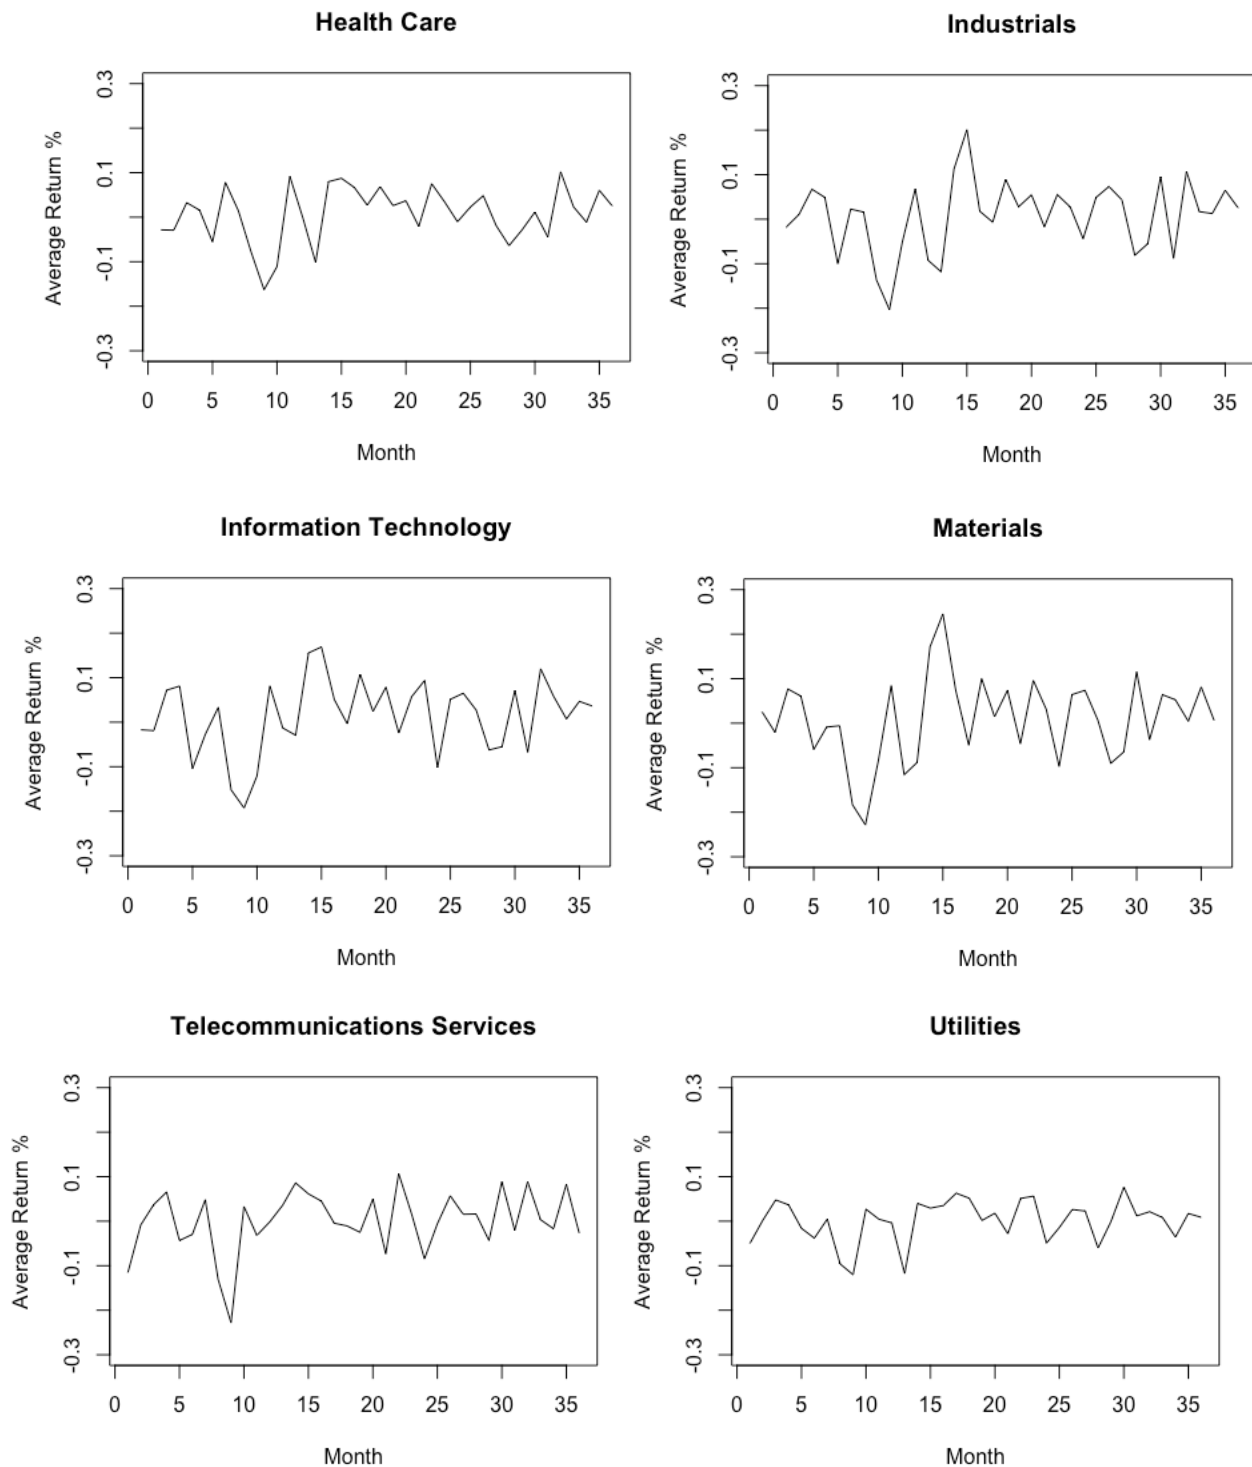 Health Care
Average Return %
0.3
0.1
-0.1
-0.3
0 5 10 15 20 25 30 35
Month
Industrials
Average Return %
0.3
0.1
-0.1
-0.3
0 5 10 15 20 25 30 35
Month
Information Technology
Average Return %
0.3
0.1
-0.1
-0.3
0 5 10 15 20 25 30 35
Month
Materials
Average Return %
0.3
0.1
-0.1
-0.3
0 5 10 15 20 25 30 35
Month
Telecommunications Services
Average Return %
0.3
0.1
-0.1
-0.3
0 5 10 15 20 25 30 35
Month
Utilities
Average Return %
0.3
0.1
-0.1
-0.3
0 5 10 15 20 25 30 35
Month